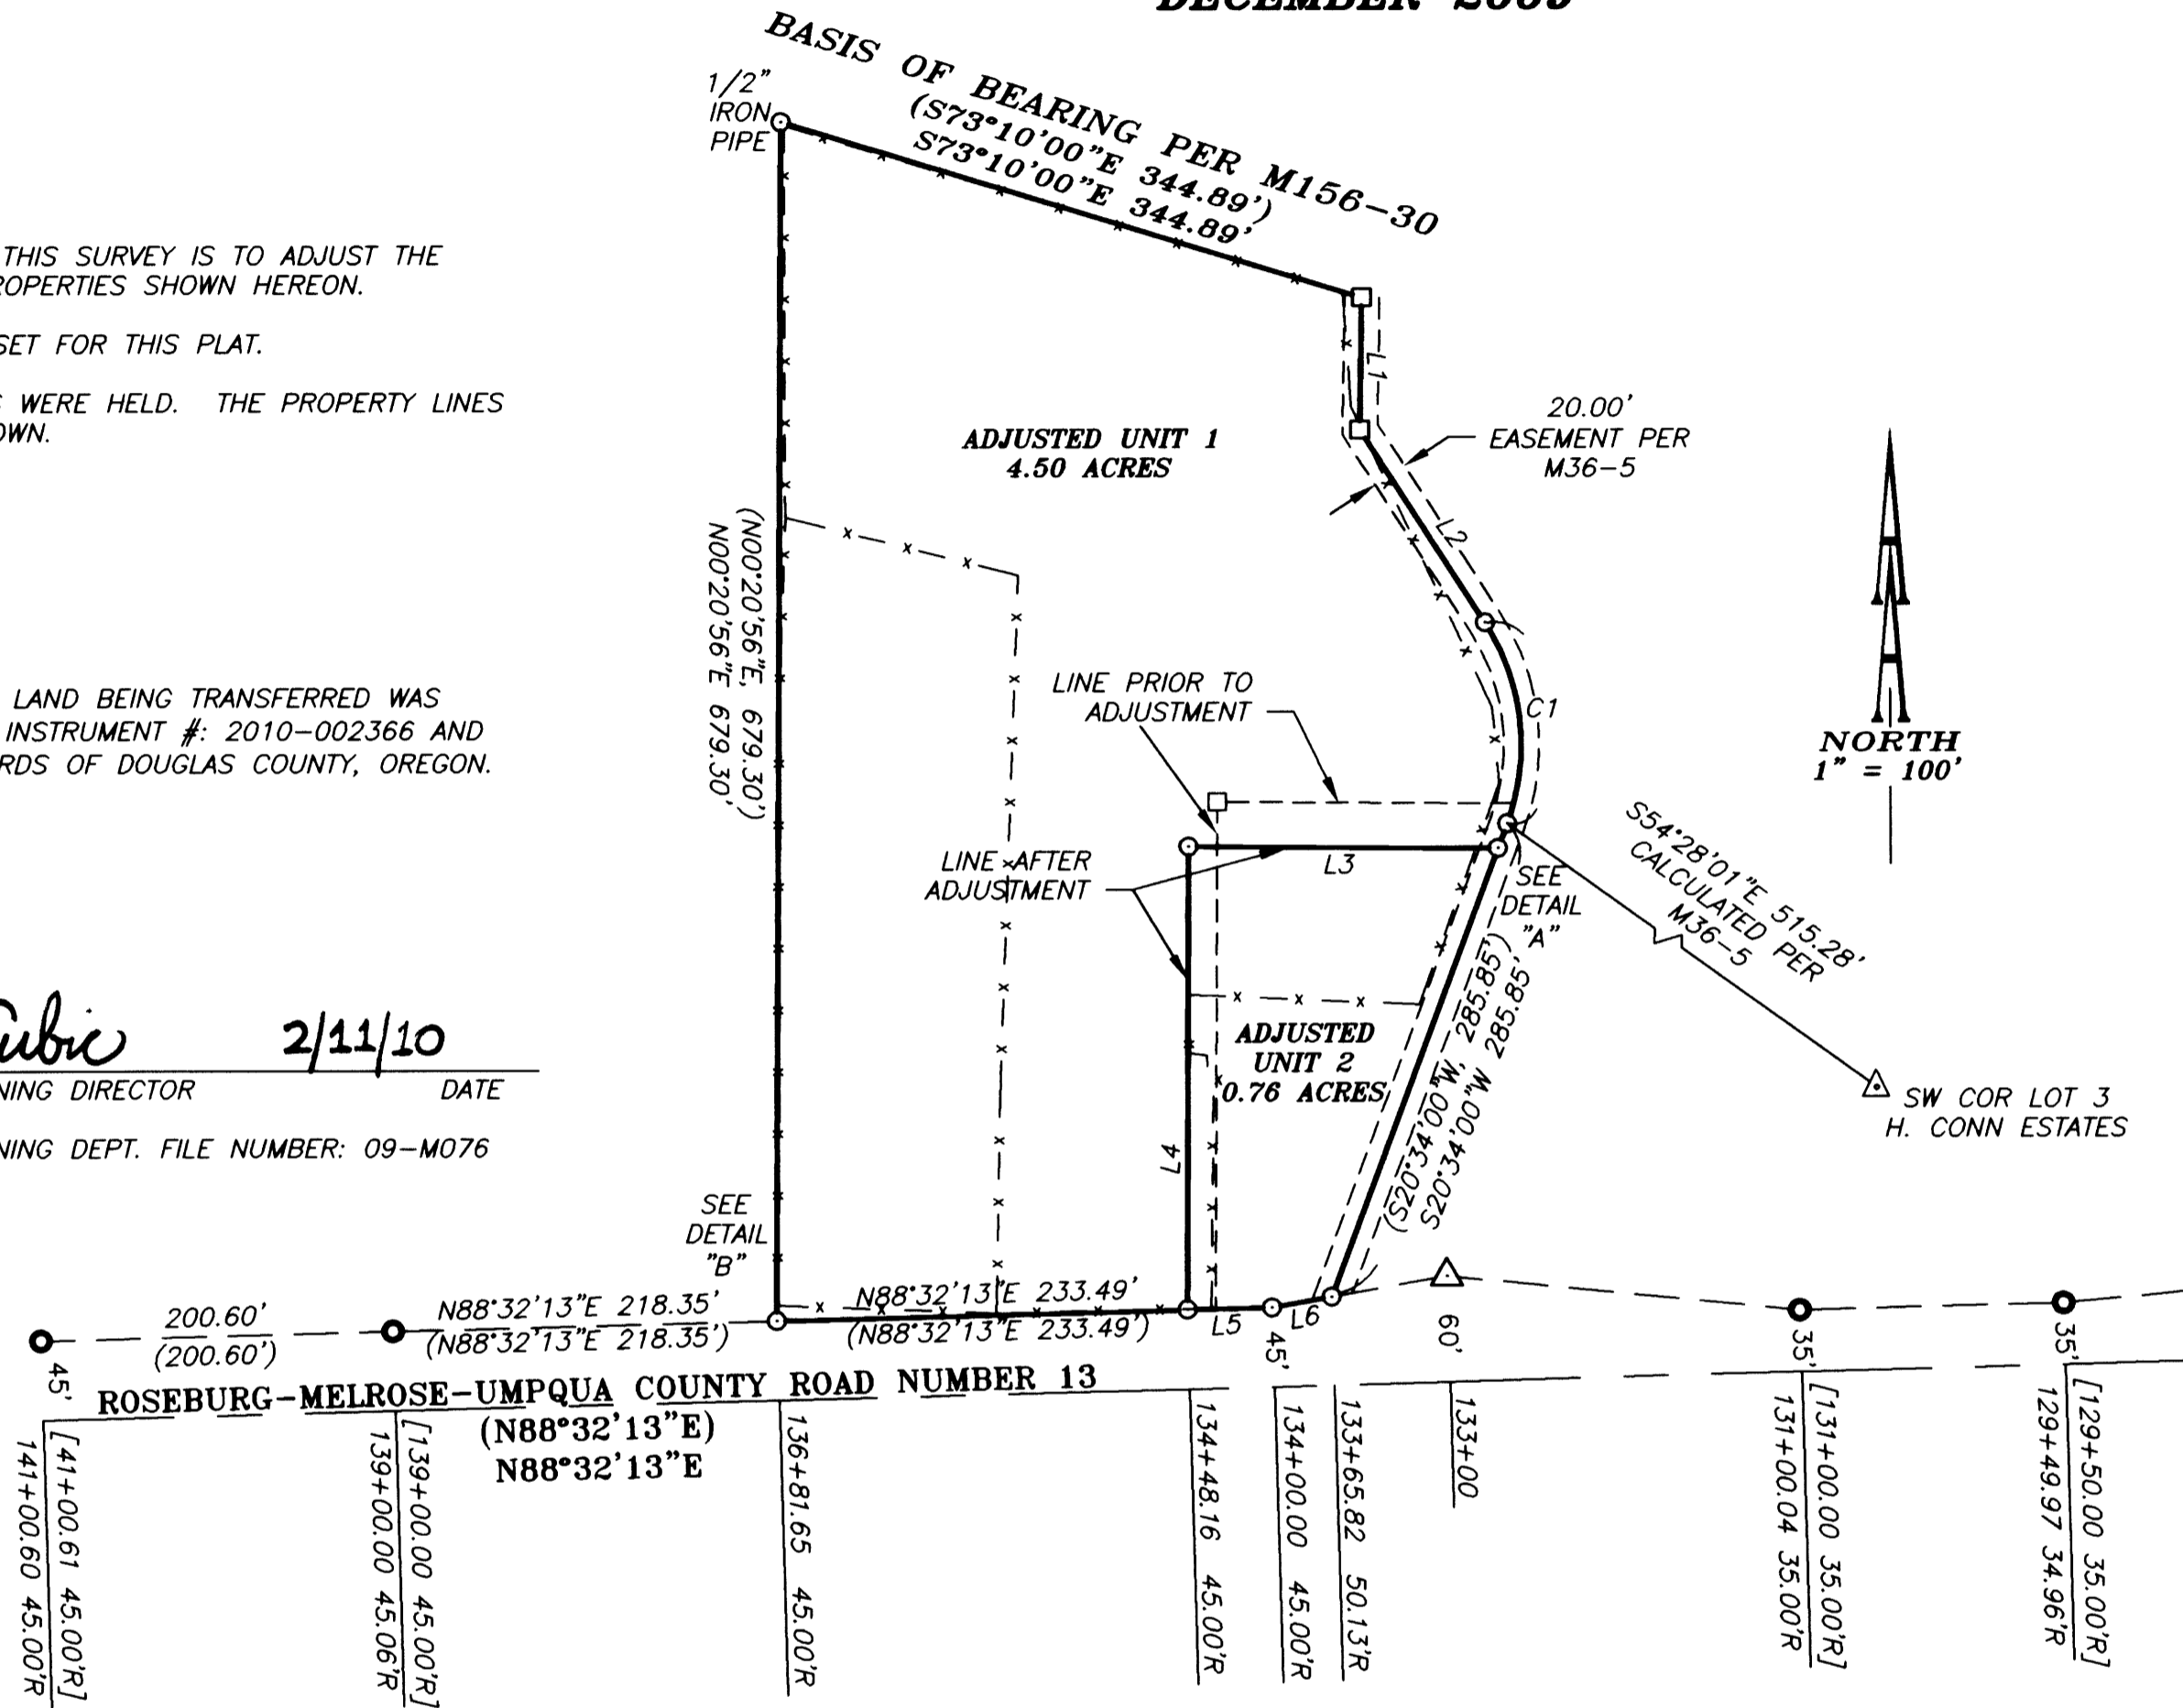 BASIS OF BEARING PER M156-30
(S73°10'00"E 344.89')
S73°10'00"E 344.89'
1/2"
IRON
PIPE
THIS SURVEY IS TO ADJUST THE
ROPERTIES SHOWN HEREON.
SET FOR THIS PLAT.
WERE HELD. THE PROPERTY LINES
OWN.
ADJUSTED UNIT 1
4.50 ACRES
L1
20.00'
EASEMENT PER
M36-5
L2
C1
(N00°20'56"E, 679.30')
N00°20'56"E 679.30'
LINE PRIOR TO
ADJUSTMENT
NORTH
1" = 100'
LAND BEING TRANSFERRED WAS
INSTRUMENT #: 2010-002366 AND
RDS OF DOUGLAS COUNTY, OREGON.
LINE AFTER
ADJUSTMENT
L3
SEE
DETAIL
"A"
S54°28'01"E 515.28'
CALCULATED PER
M36-5
(S20°34'00"W, 285.85')
S20°34'00"W 285.85'
ADJUSTED
UNIT 2
0.76 ACRES
L4
SW COR LOT 3
H. CONN ESTATES
2/11/10
NING DIRECTOR DATE
NING DEPT. FILE NUMBER: 09-M076
SEE
DETAIL
"B"
200.60'
(200.60')
N88°32'13"E 218.35'
(N88°32'13"E 218.35')
N88°32'13"E 233.49'
(N88°32'13"E 233.49')
L5
L6
45'
45'
60'
35'
35'
ROSEBURG-MELROSE-UMPQUA COUNTY ROAD NUMBER 13
(N88°32'13"E)
N88°32'13"E
[41+00.61 45.00'R]
141+00.60 45.00'R
[139+00.00 45.00'R]
139+00.00 45.06'R
136+81.65 45.00'R
134+48.16 45.00'R
134+00.00 45.00'R
133+65.82 50.13'R
133+00
[131+00.00 35.00'R]
131+00.04 35.00'R
[129+50.00 35.00'R]
129+49.97 34.96'R